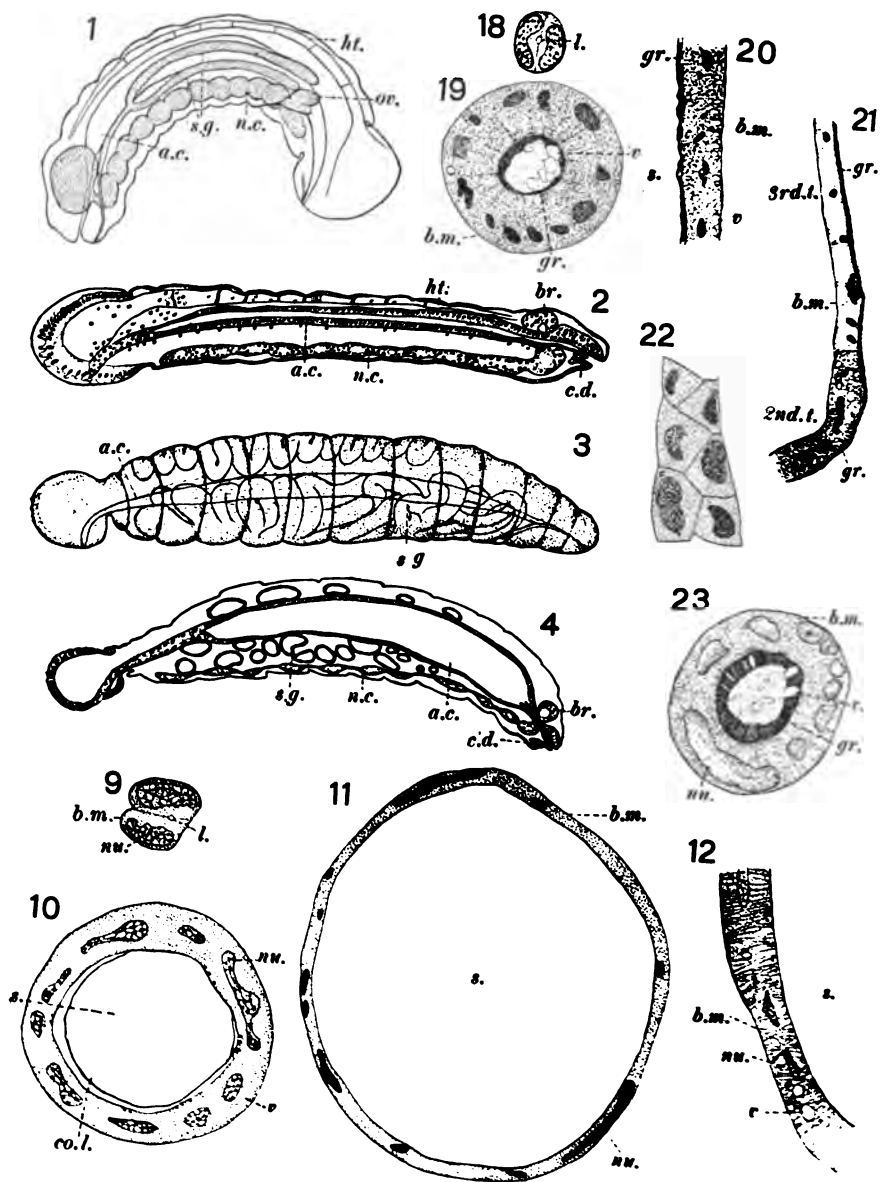 1
ht.
ov.
s.g.
n.c.
a.c.
18
l.
19
v
b.m.
gr.
20
gr.
b.m.
s.
v
21
gr.
3rd.t.
b.m.
2nd.t.
gr.
2
ht.
br.
a.c.
n.c.
c.d.
22
3
a.c.
s g
4
s.g.
n.c.
a.c.
br.
c.d.
23
b.m.
v.
gr.
nu.
9
b.m.
nu.
l.
11
b.m.
s.
nu.
12
s.
b.m.
nu.
v
10
nu.
s.
v
co.l.